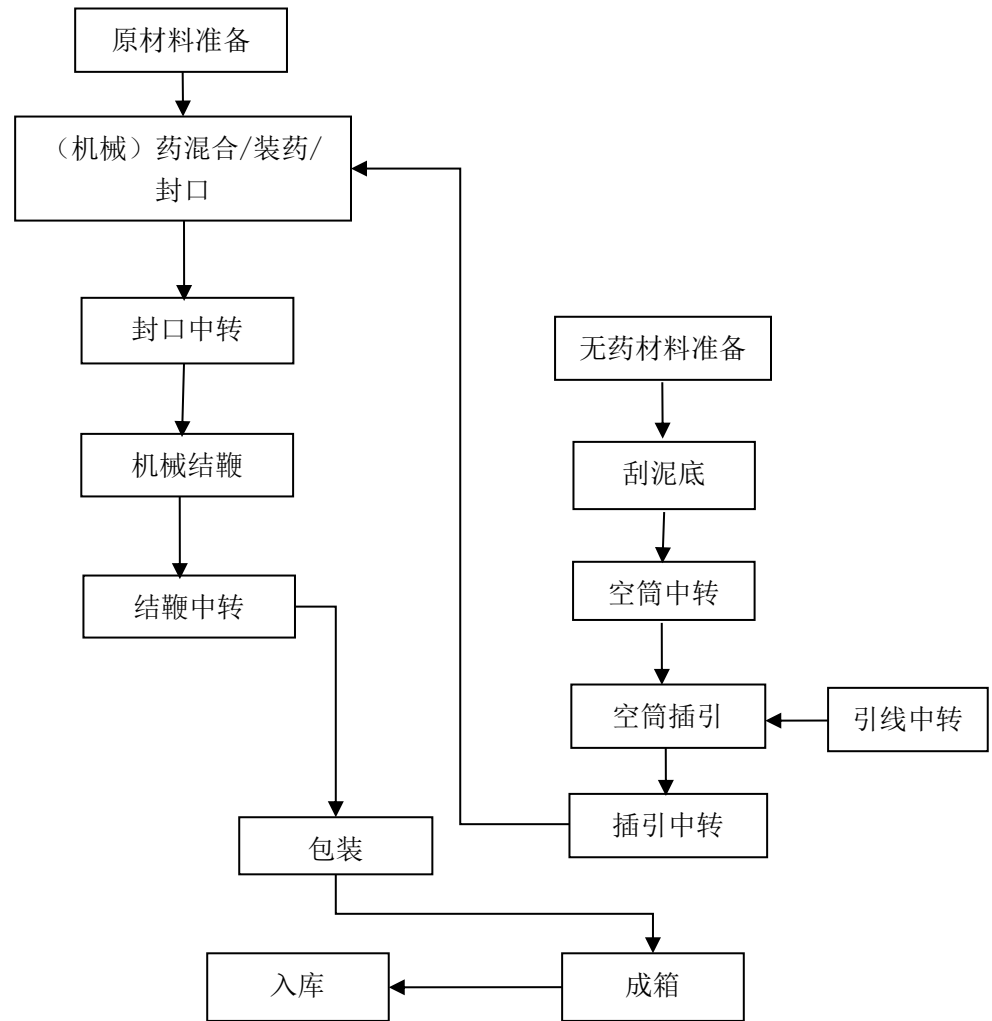 原材料准备
（机械）药混合/装药/
封口
封口中转
无药材料准备
机械结鞭
刮泥底
结鞭中转
空筒中转
空筒插引
引线中转
包装
插引中转
入库
成箱